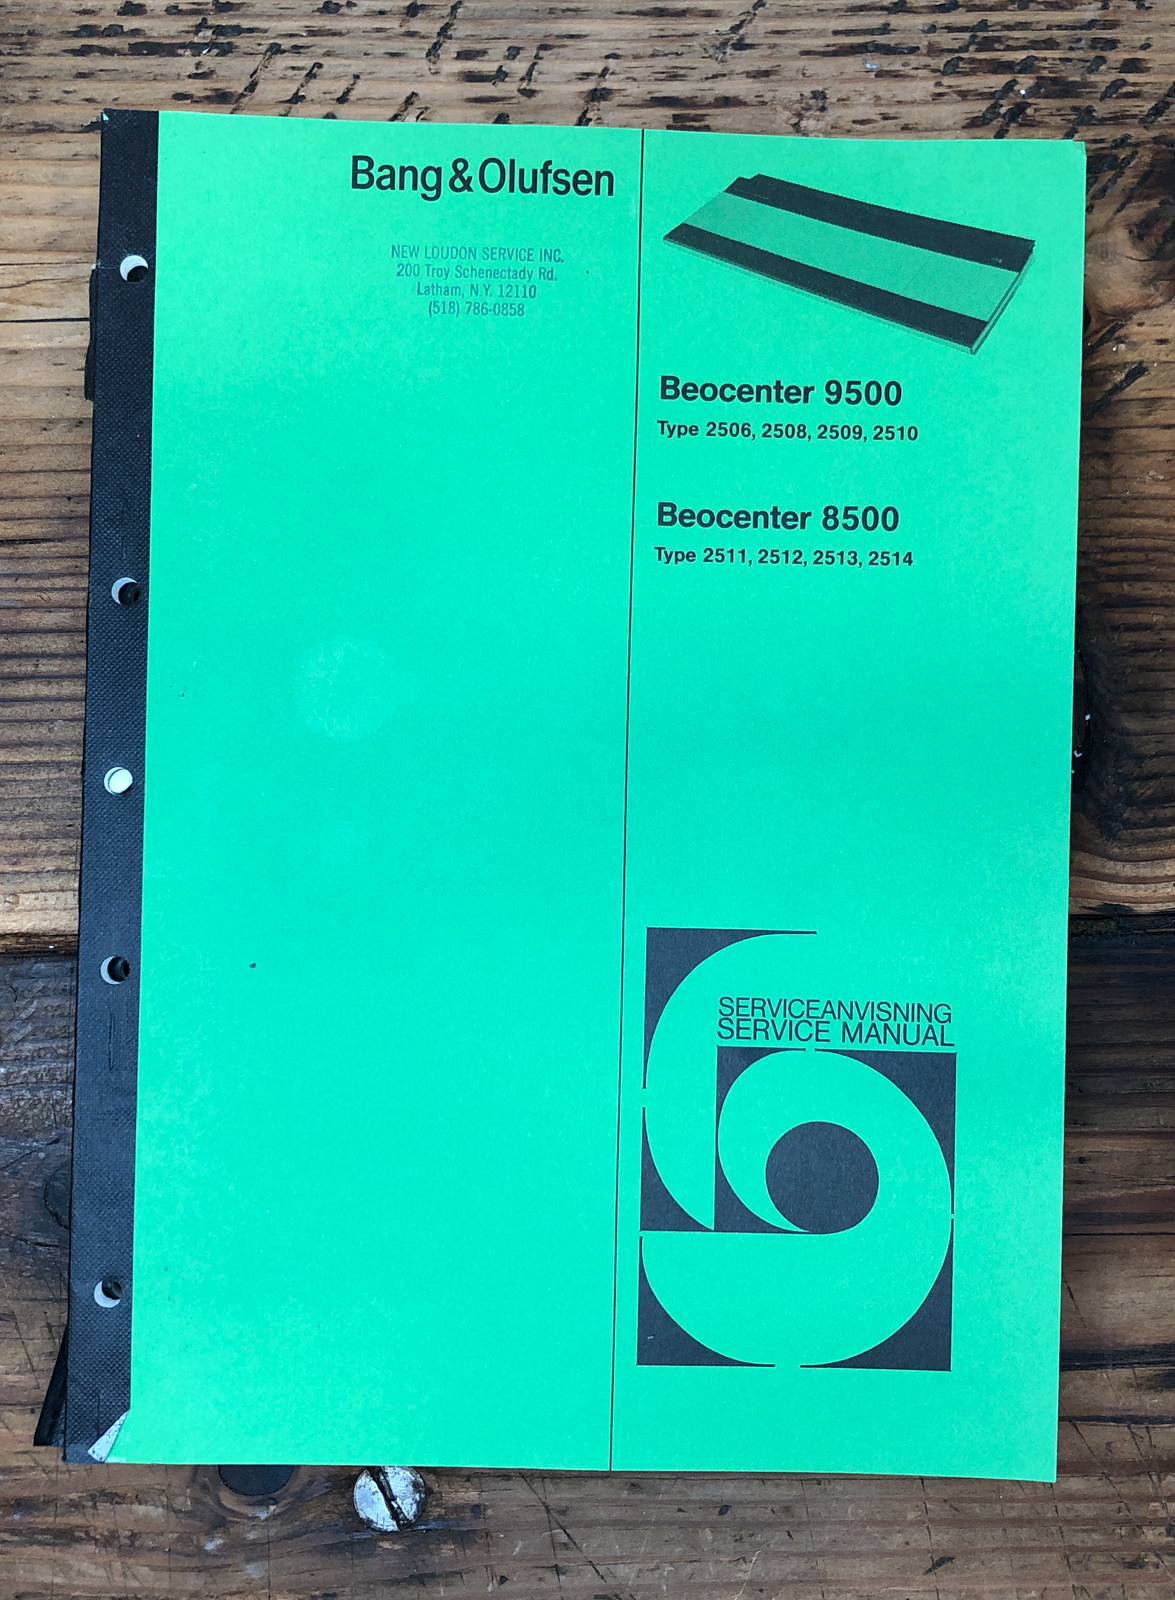 Bang & Olufsen
NEW LOUDON SERVICE INC.
200 Troy Schenectady Rd.
Latham, N.Y. 12110
(518) 786-0858
Beocenter 9500
Type 2506, 2508, 2509, 2510
Beocenter 8500
Type 2511, 2512, 2513, 2514
SERVICEANVISNING
SERVICE MANUAL